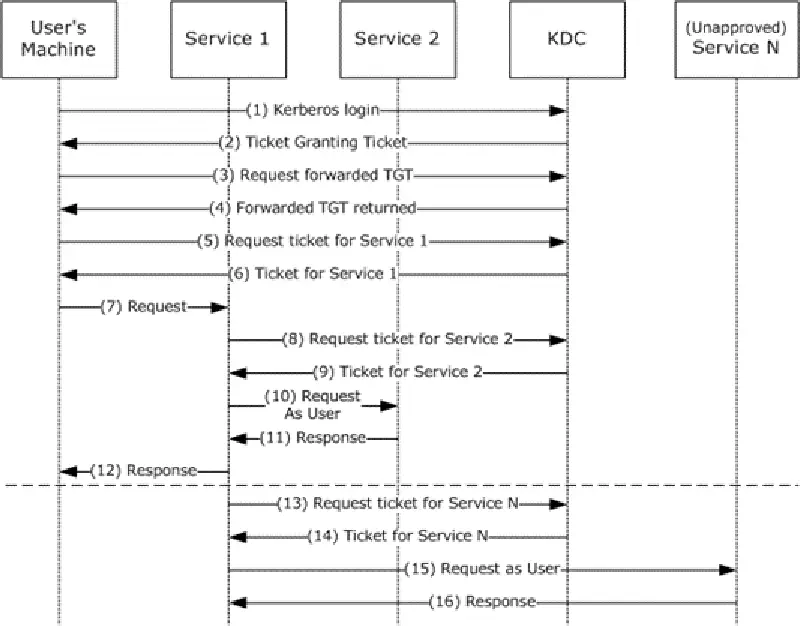 User's
Machine
Service 1
Service 2
KDC
(Unapproved)
Service N
(1) Kerberos login
(2) Ticket Granting Ticket
(3) Request forwarded TGT
(4) Forwarded TGT returned
(5) Request ticket for Service 1
(6) Ticket for Service 1
(7) Request
(8) Request ticket for Service 2
(9) Ticket for Service 2
(10) Request
As User
(11) Response
(12) Response
(13) Request ticket for Service N
(14) Ticket for Service N
(15) Request as User
(16) Response